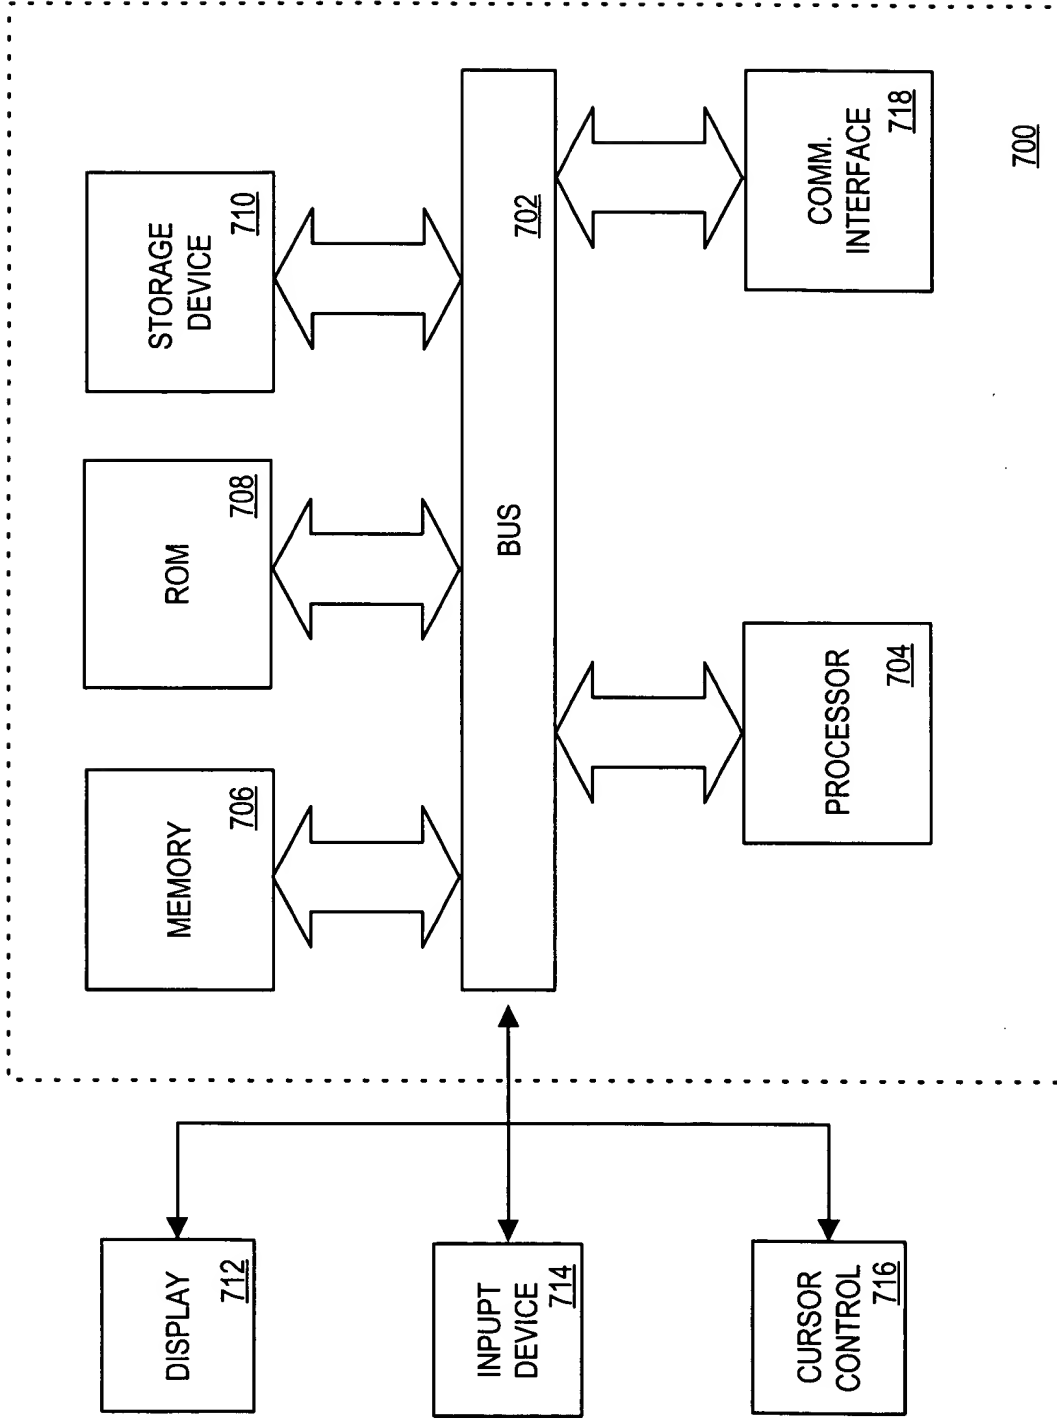 DISPLAY
712
INPUPT
DEVICE
714
CURSOR
CONTROL
716
MEMORY
706
ROM
708
STORAGE
DEVICE
710
BUS
702
PROCESSOR
704
COMM.
INTERFACE
718
700